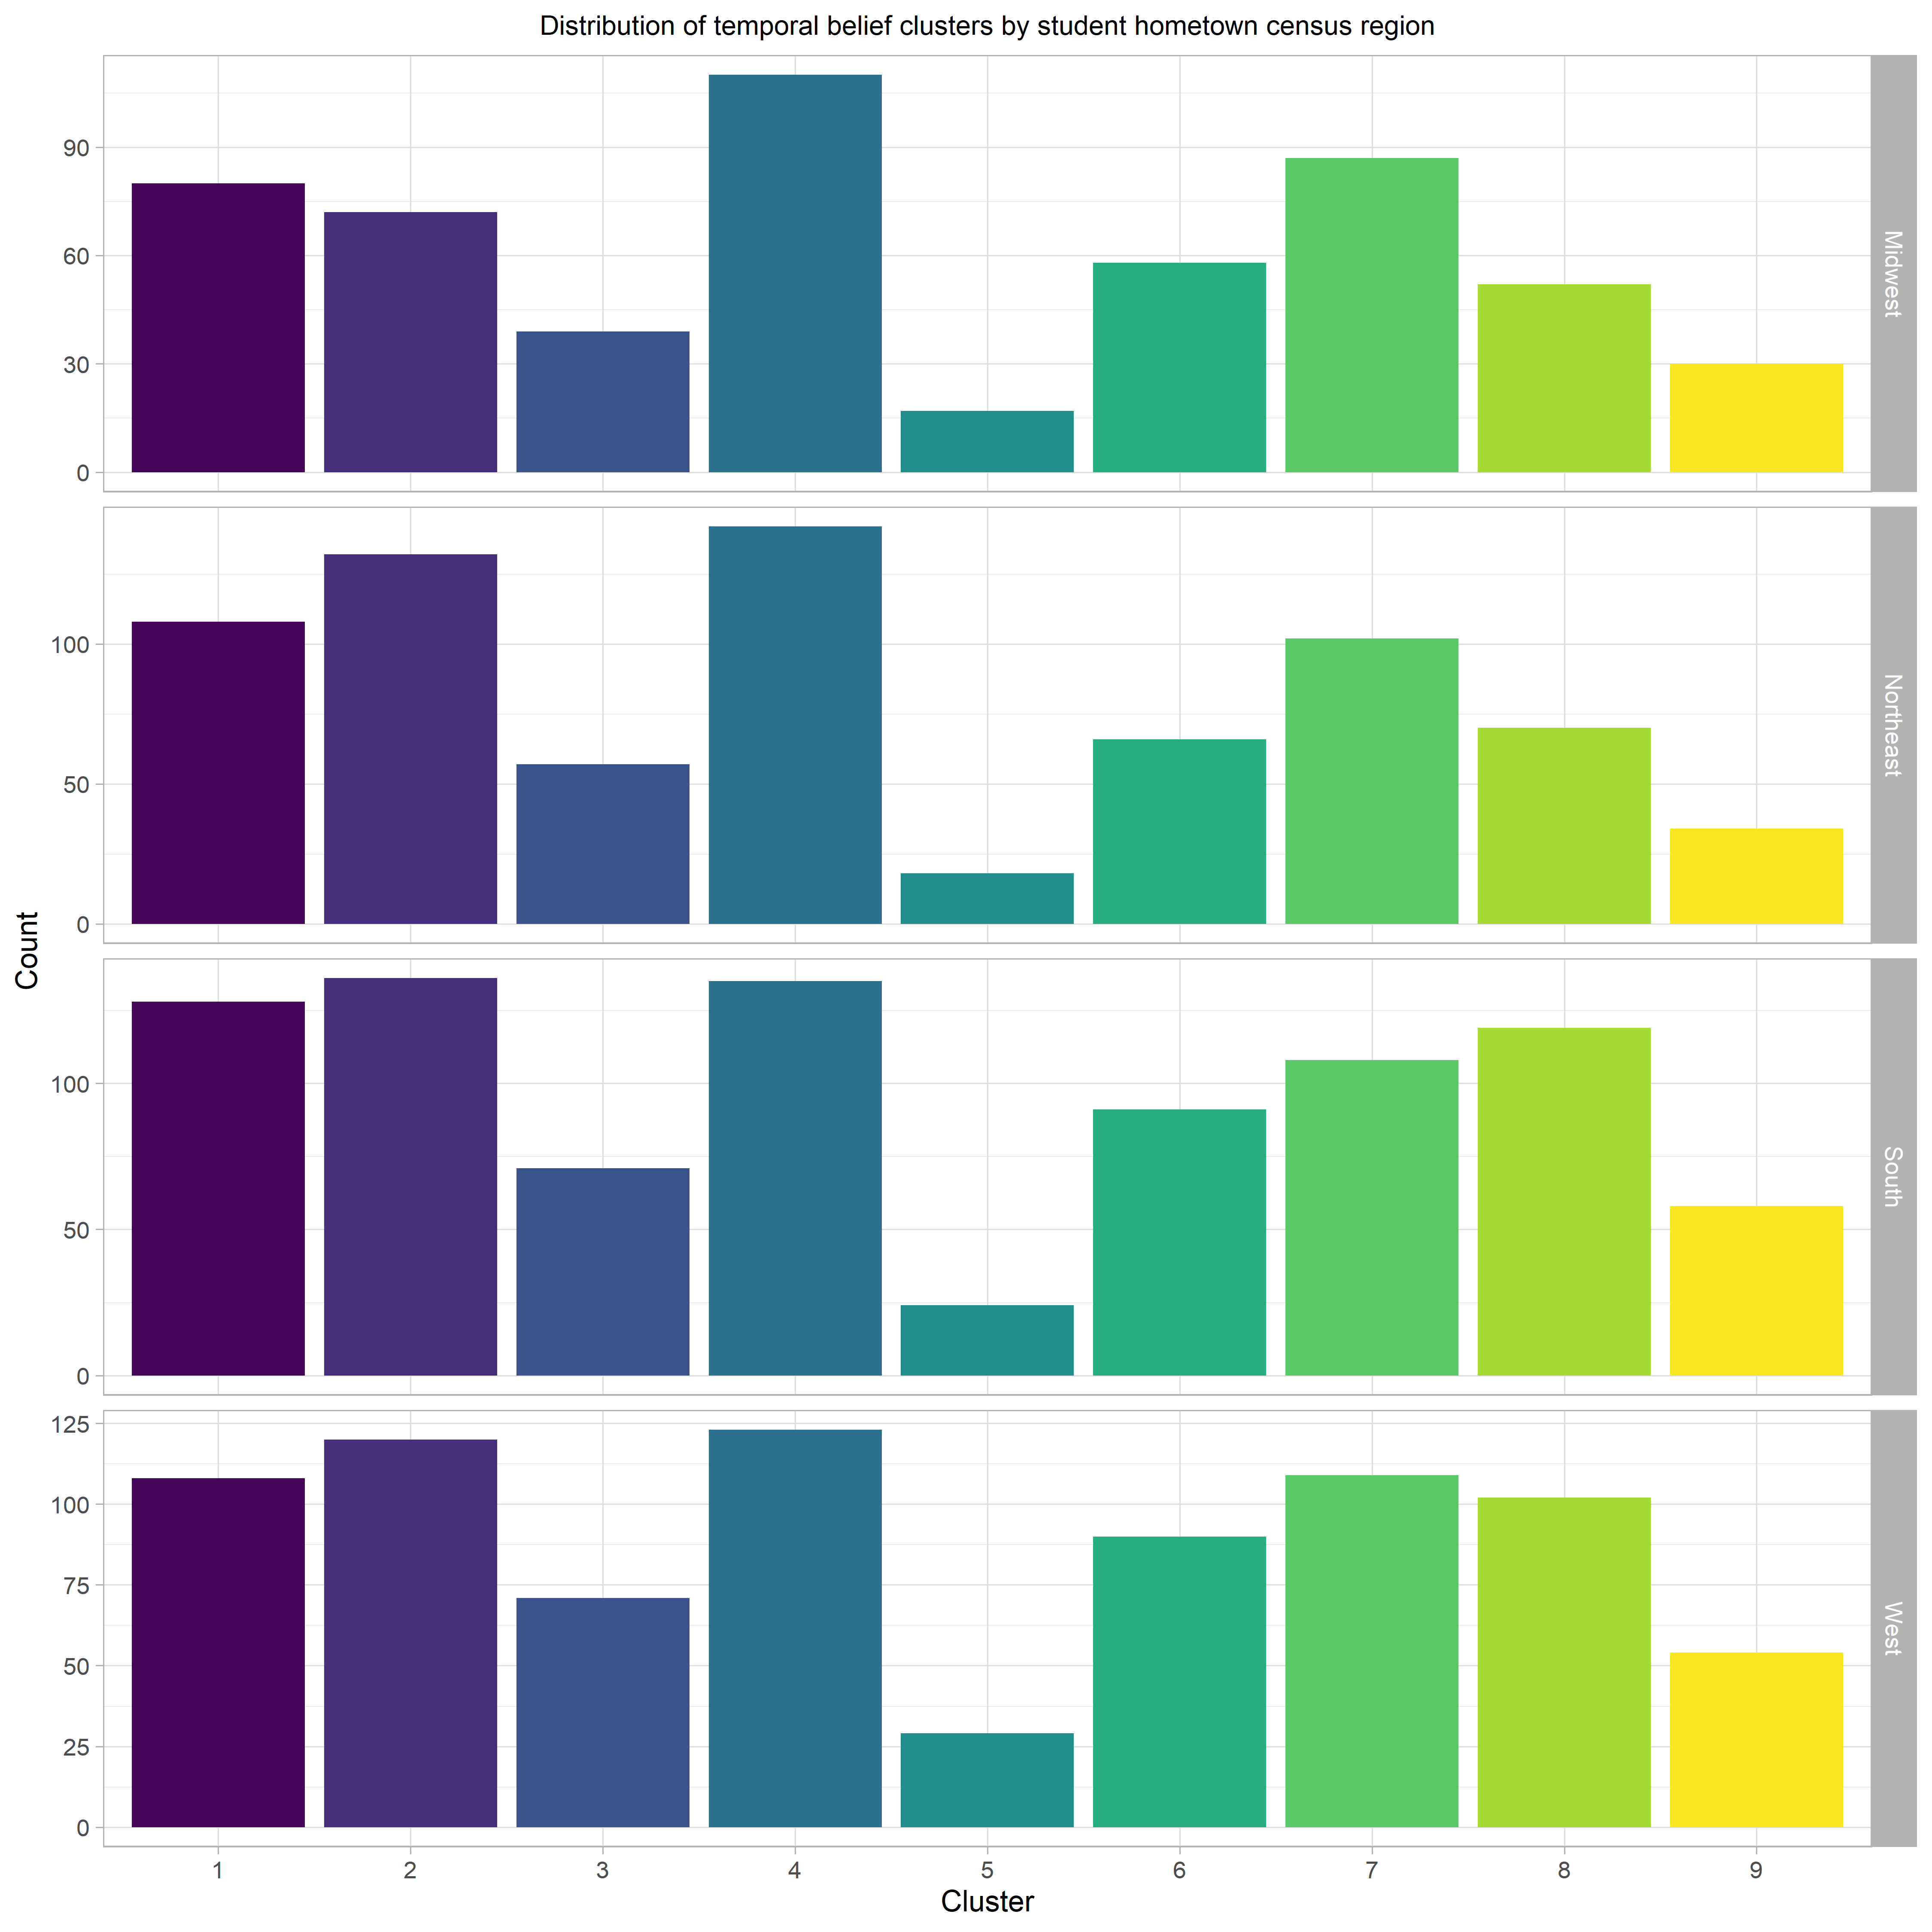 Distribution of temporal belief clusters by student hometown census region
90
60
30
0
Midwest
100
50
0
Northeast
Count
100
50
0
South
125
100
75
50
25
0
West
1 2 3 4 5 6 7 8 9
Cluster